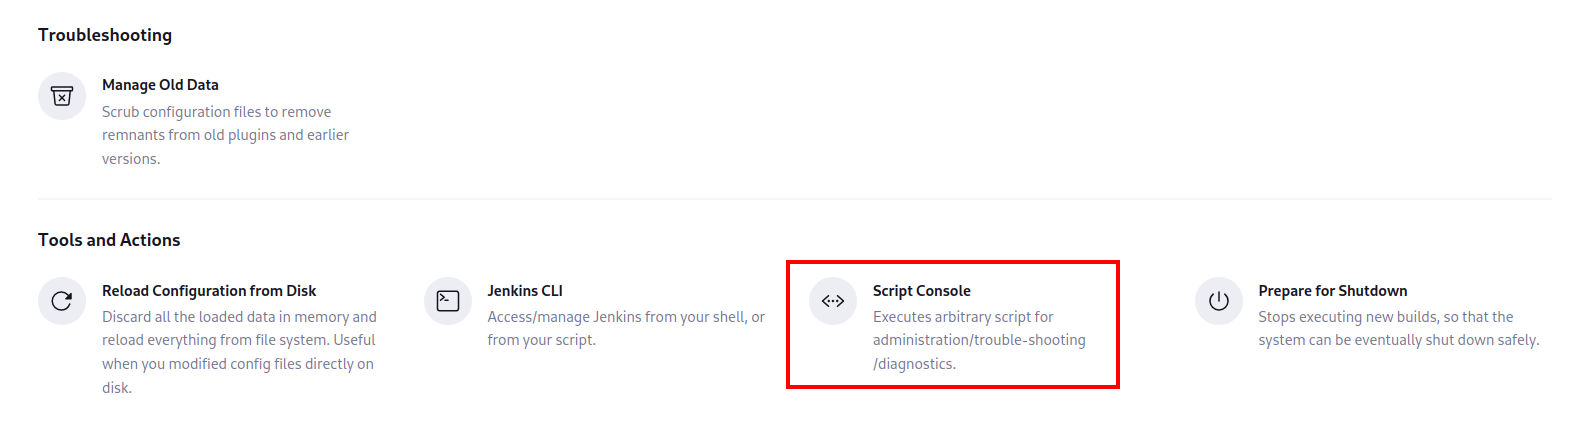 Troubleshooting
Manage Old Data
Scrub configuration files to remove
remnants from old plugins and earlier
versions.
Tools and Actions
Reload Configuration from Disk
Discard all the loaded data in memory and
reload everything from file system. Useful
when you modified config files directly on
disk.
Jenkins CLI
Access/manage Jenkins from your shell, or
from your script.
Script Console
Executes arbitrary script for
administration/trouble-shooting
/diagnostics.
Prepare for Shutdown
Stops executing new builds, so that the
system can be eventually shut down safely.